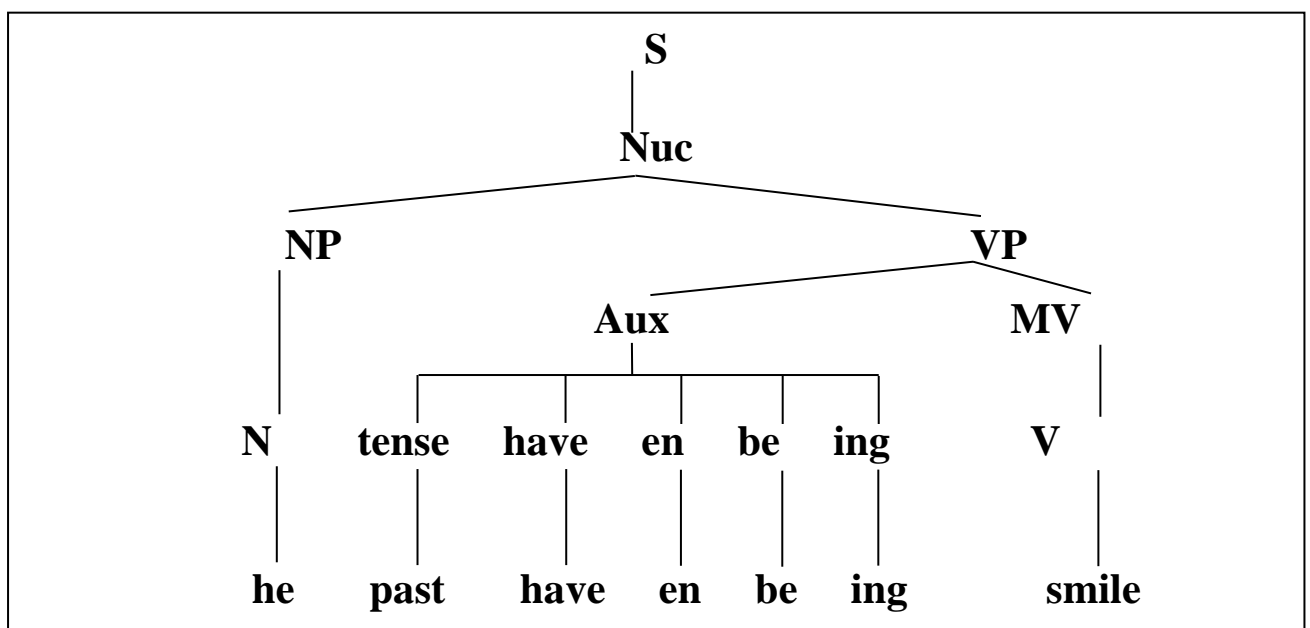 S
Nuc
NP VP
Aux MV
N tense have en be ing V
he past have en be ing smile